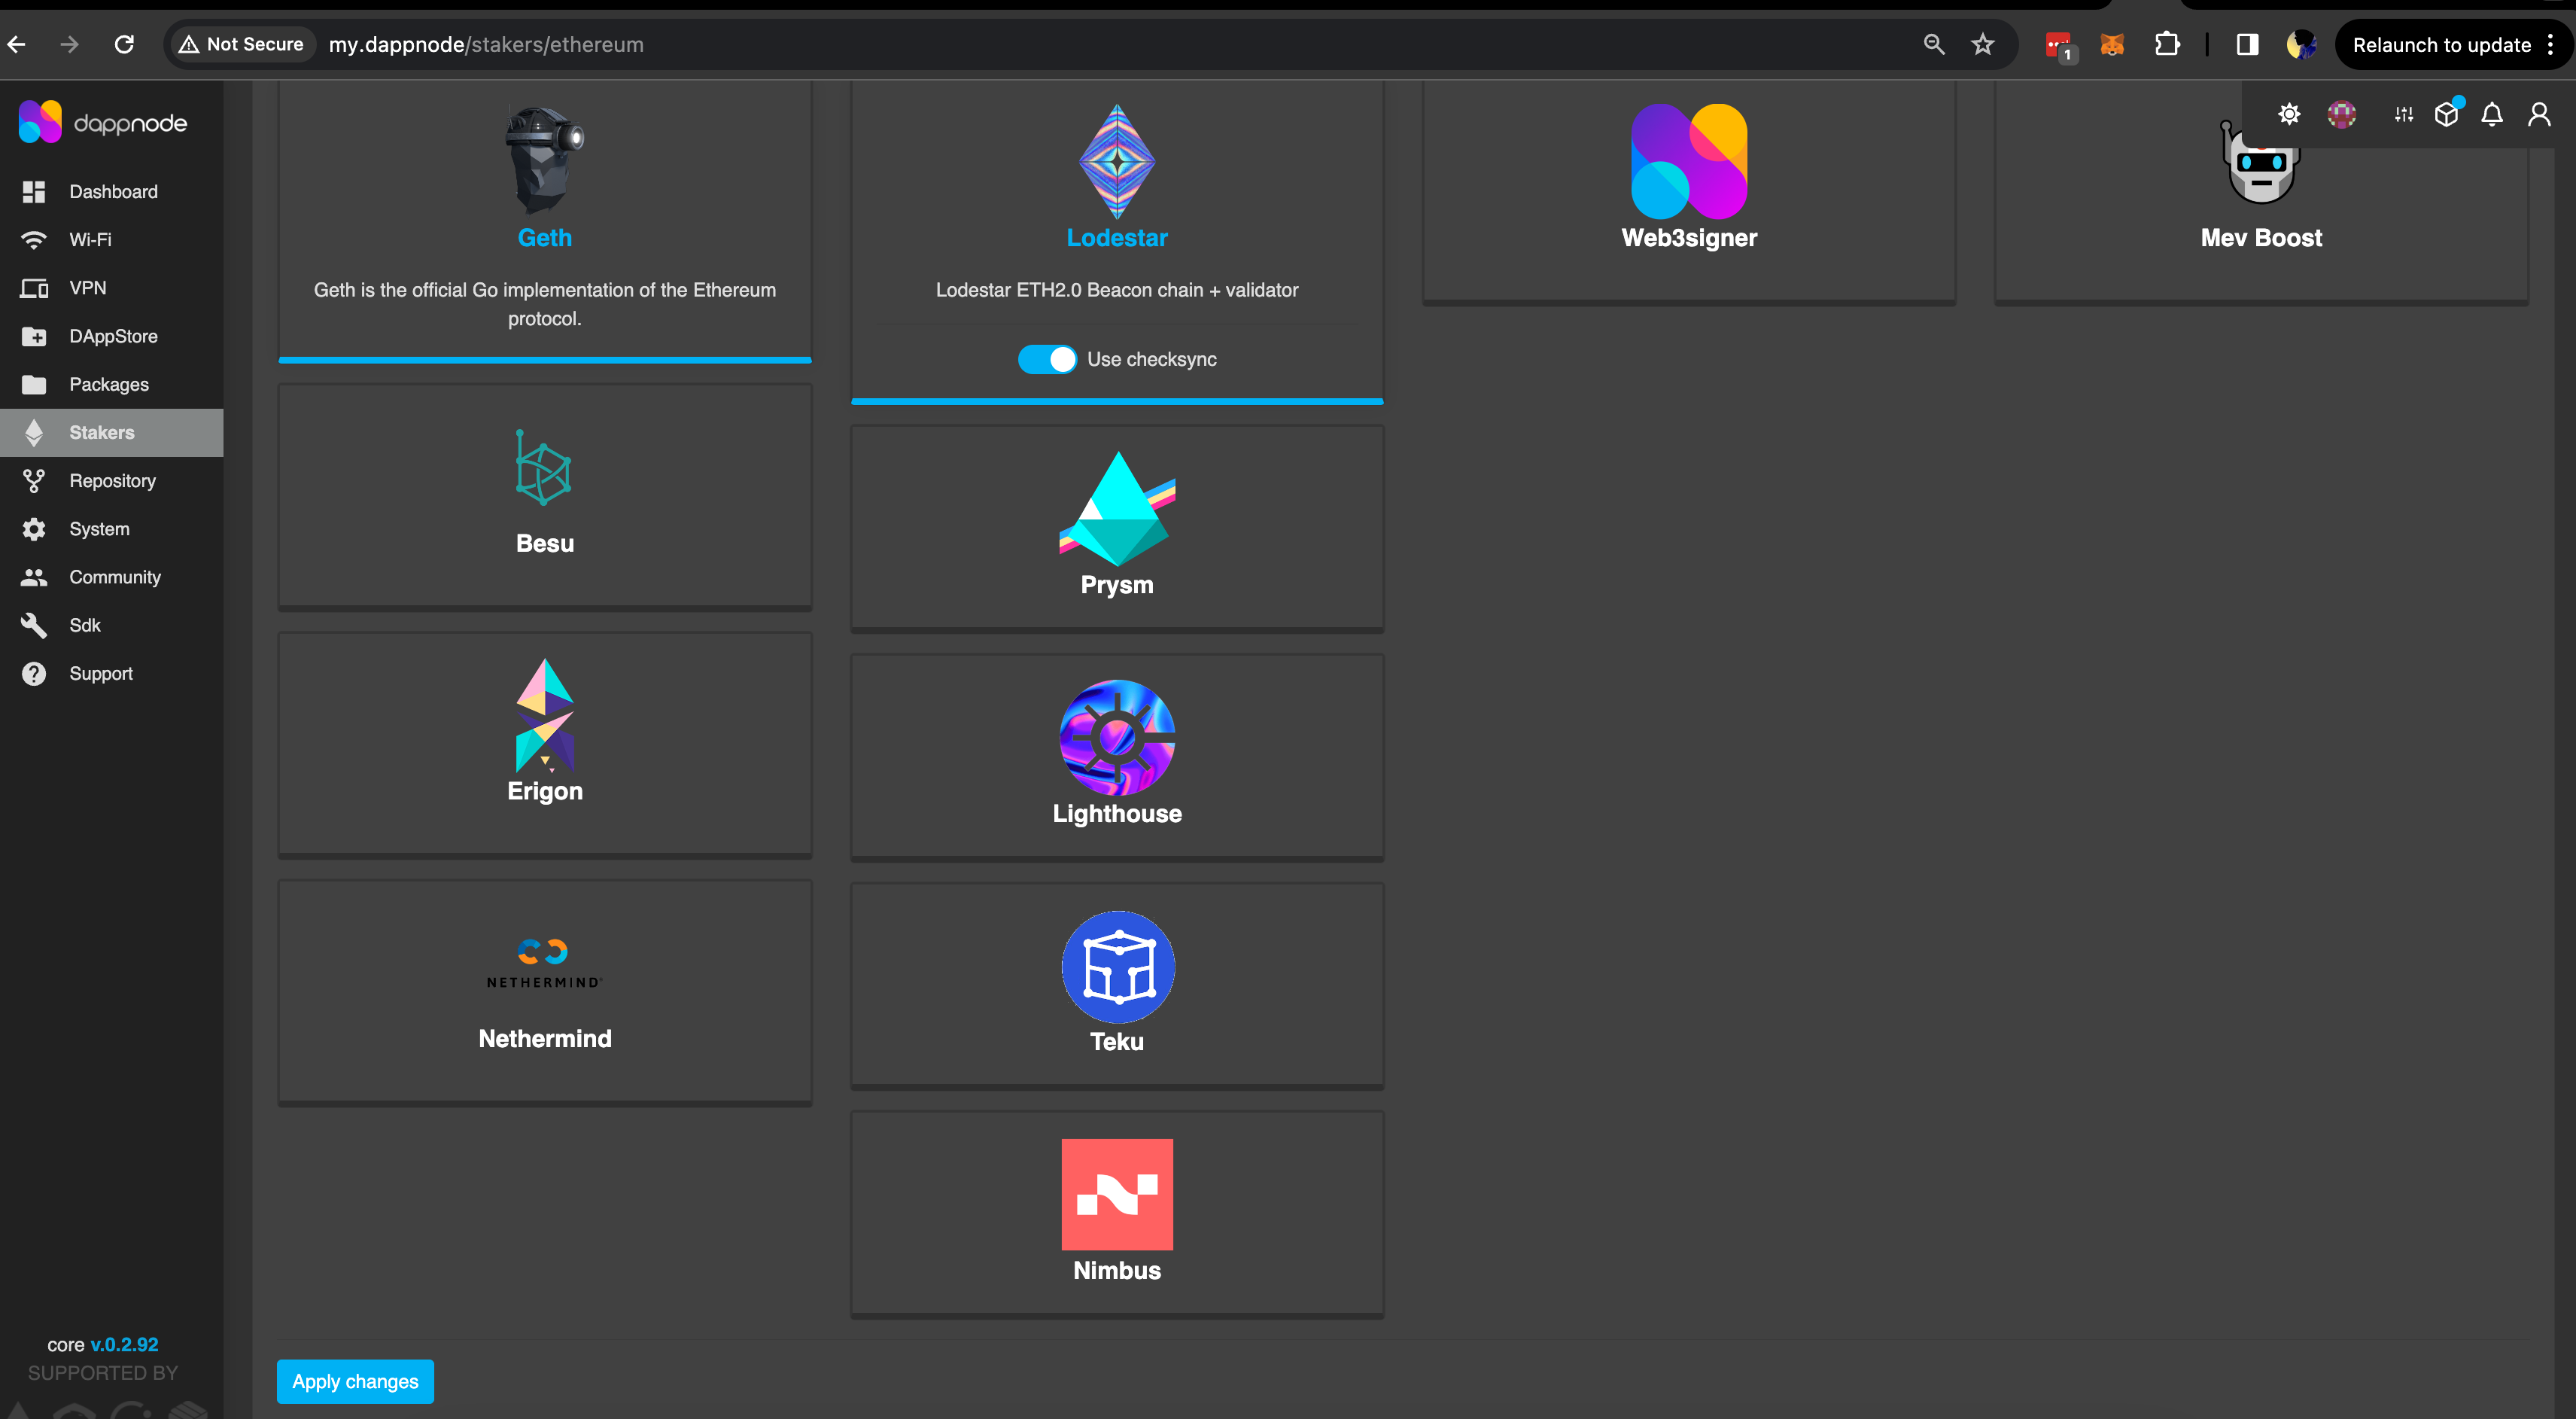 Not Secure my.dappnode/stakers/ethereum
1
Relaunch to update
dappnode
Dashboard
Wi-Fi
VPN
DAppStore
Packages
Stakers
Repository
System
Community
Sdk
Support
core v.0.2.92
SUPPORTED BY
Geth
Geth is the official Go implementation of the Ethereum
protocol.
Besu
Erigon
NETHERMIND
Nethermind
Lodestar
Lodestar ETH2.0 Beacon chain + validator
Use checksync
Prysm
Lighthouse
Teku
Nimbus
Web3signer
Mev Boost
Apply changes